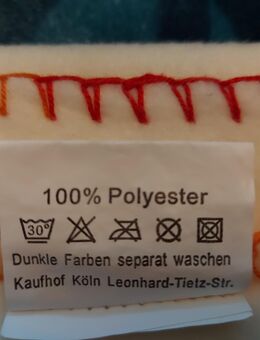 100% Polyester
30°
Dunkle Farben separat waschen
Kaufhof Köln Leonhard-Tietz-Str.